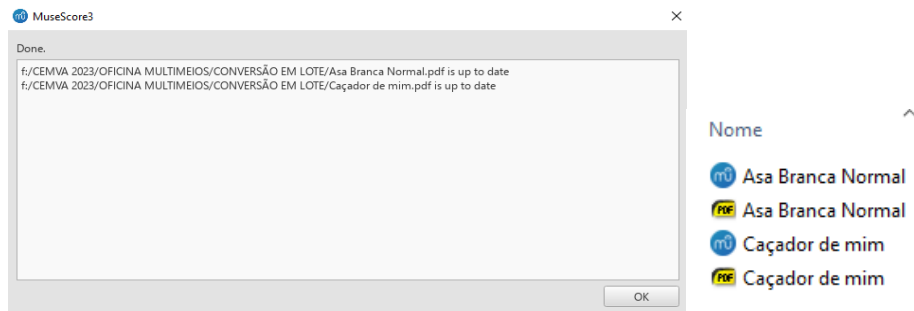 MuseScore3
Done.
f:/CEMVA 2023/OFICINA MULTIMEIOS/CONVERSÃO EM LOTE/Asa Branca Normal.pdf is up to date
f:/CEMVA 2023/OFICINA MULTIMEIOS/CONVERSÃO EM LOTE/Caçador de mim.pdf is up to date
OK
Nome
Asa Branca Normal
PDF Asa Branca Normal
Caçador de mim
PDF Caçador de mim